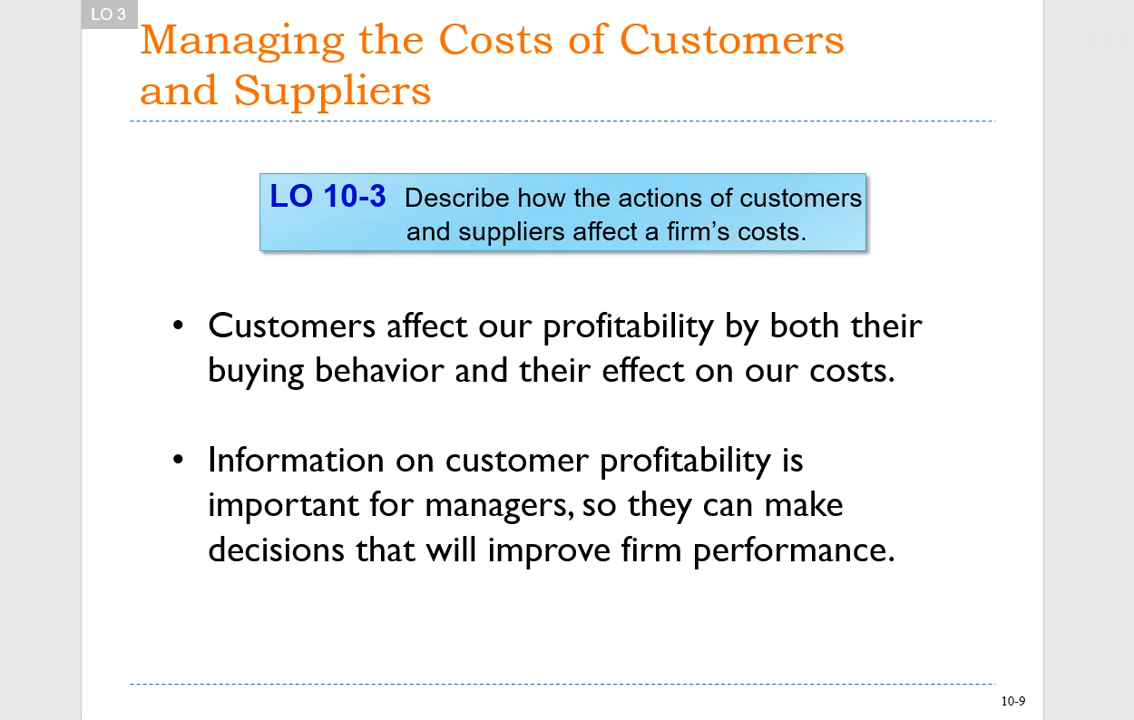 LO 3
Managing the Costs of Customers
and Suppliers
LO 10-3 Describe how the actions of customers
and suppliers affect a firm’s costs.
• Customers affect our profitability by both their
buying behavior and their effect on our costs.
• Information on customer profitability is
important for managers, so they can make
decisions that will improve firm performance.
10-9